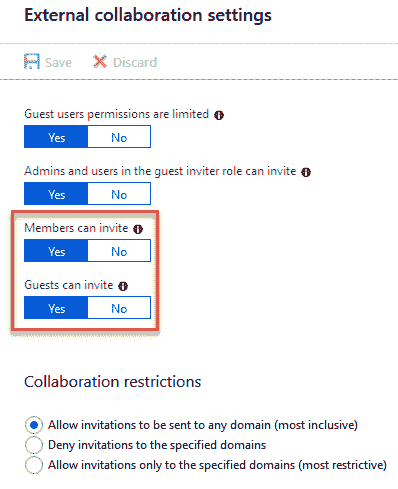 External collaboration settings
Save Discard
Guest users permissions are limited
Yes No
Admins and users in the guest inviter role can invite
Yes No
Members can invite
Yes No
Guests can invite
Yes No
Collaboration restrictions
Allow invitations to be sent to any domain (most inclusive)
Deny invitations to the specified domains
Allow invitations only to the specified domains (most restrictive)